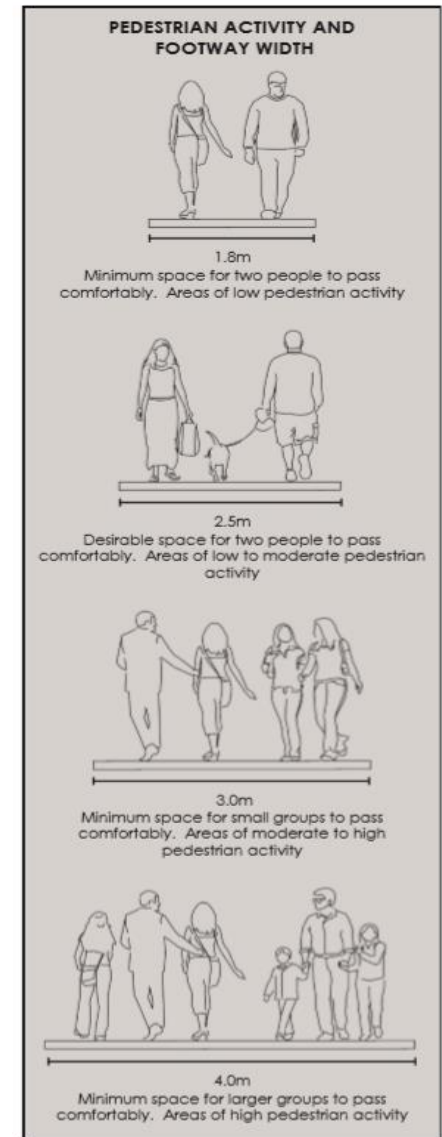 PEDESTRIAN ACTIVITY AND
FOOTWAY WIDTH
1.8m
Minimum space for two people to pass
comfortably. Areas of low pedestrian activity
2.5m
Desirable space for two people to pass
comfortably. Areas of low to moderate pedestrian
activity
3.0m
Minimum space for small groups to pass
comfortably. Areas of moderate to high
pedestrian activity
4.0m
Minimum space for larger groups to pass
comfortably. Areas of high pedestrian activity